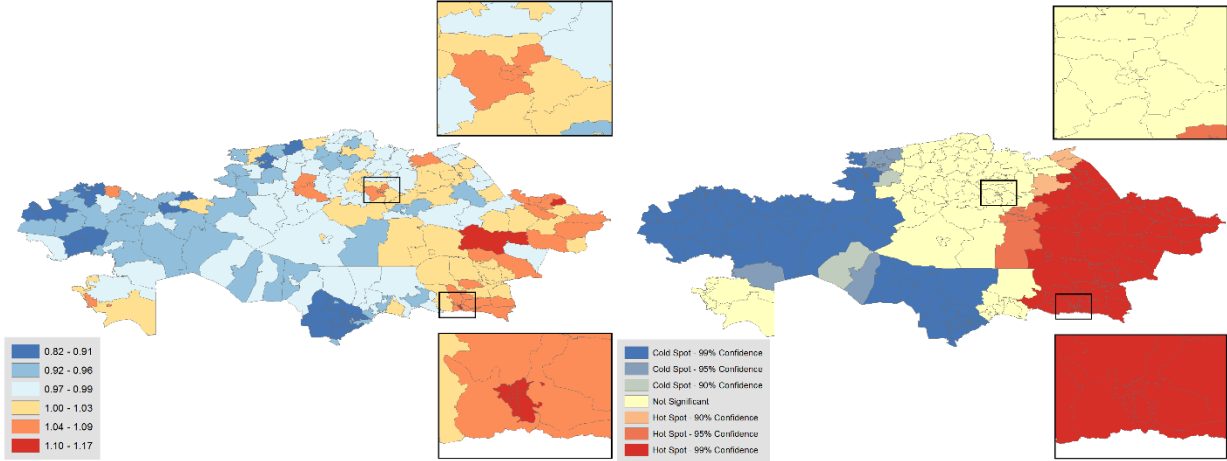 0.82 - 0.91
0.92 - 0.96
0.97 - 0.99
1.00 - 1.03
1.04 - 1.09
1.10 - 1.17
Cold Spot - 99% Confidence
Cold Spot - 95% Confidence
Cold Spot - 90% Confidence
Not Significant
Hot Spot - 90% Confidence
Hot Spot - 95% Confidence
Hot Spot - 99% Confidence